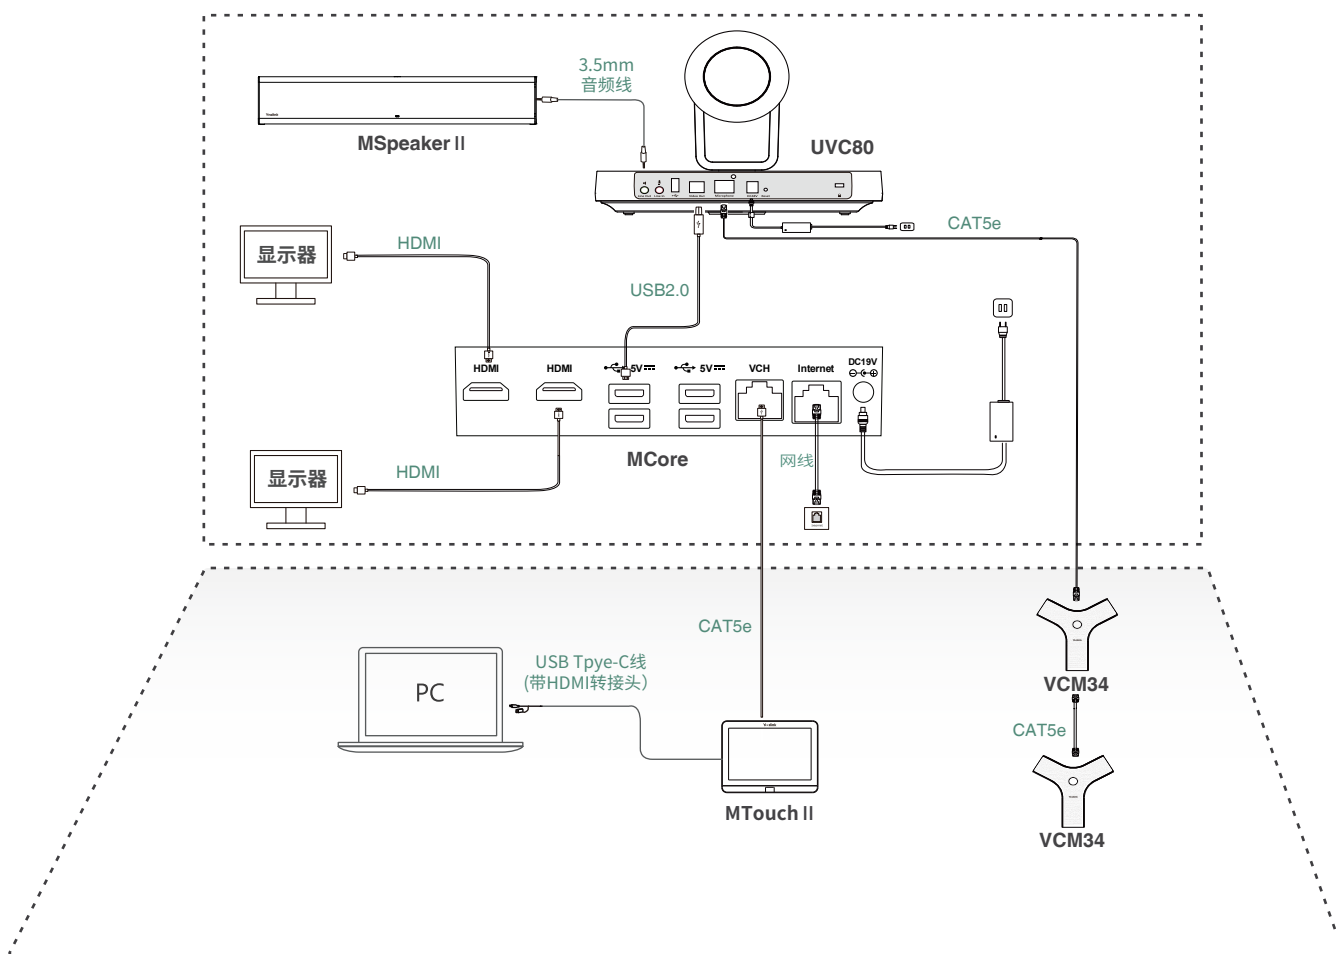 3.5mm
音频线
Yealink
MSpeaker II
UVC80
CAT5e
显示器
HDMI
USB2.0
HDMI
HDMI
5V
5V
VCH
Internet
DC19V
MCore
网线
显示器
HDMI
CAT5e
USB Tpye-C线
(带HDMI转接头）
PC
Yealink
MTouch II
VCM34
CAT5e
VCM34